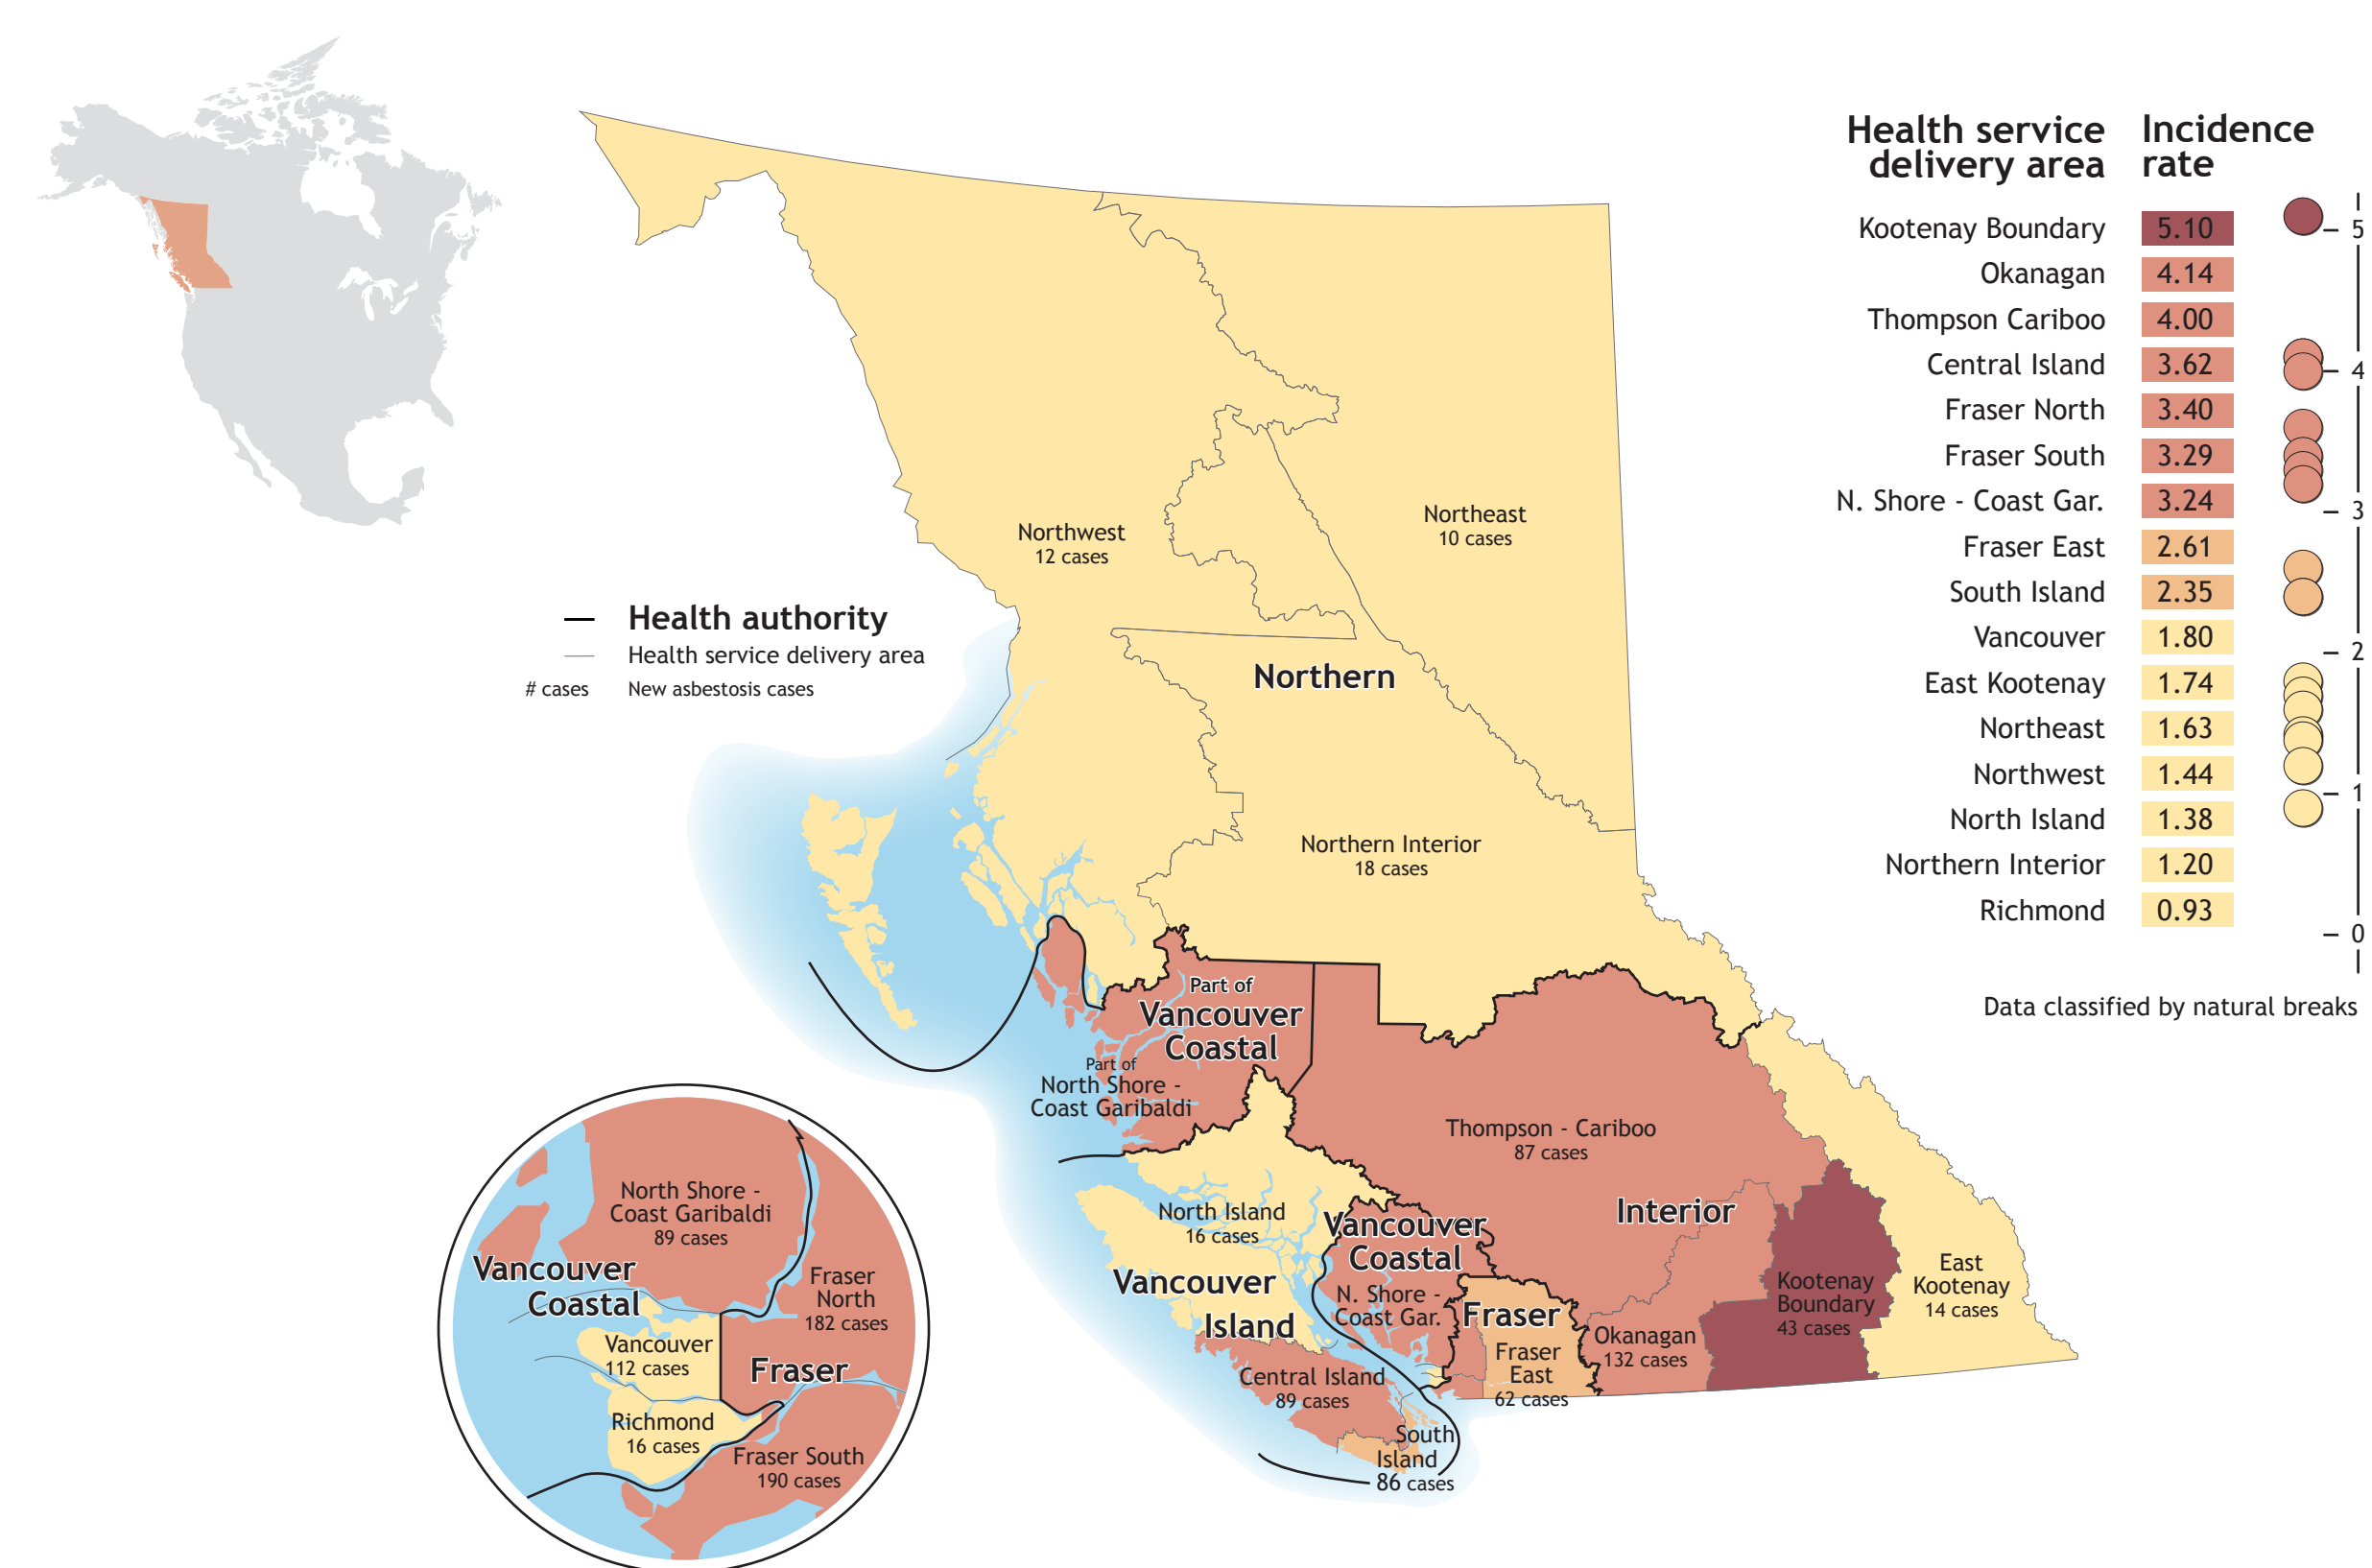 Health service
delivery area
Incidence
rate
Kootenay Boundary 5.10
Okanagan 4.14
Thompson Cariboo 4.00
Central Island 3.62
Fraser North 3.40
Fraser South 3.29
N. Shore - Coast Gar. 3.24
Fraser East 2.61
South Island 2.35
Vancouver 1.80
East Kootenay 1.74
Northeast 1.63
Northwest 1.44
North Island 1.38
Northern Interior 1.20
Richmond 0.93
5
4
3
2
1
0
Data classified by natural breaks
Health authority
Health service delivery area
# cases New asbestosis cases
Northwest
12 cases
Northeast
10 cases
Northern
Northern Interior
18 cases
Part of
Vancouver
Coastal
Part of
North Shore -
Coast Garibaldi
Thompson - Cariboo
87 cases
Interior
North Island
16 cases
Vancouver
Island
Vancouver
Coastal
N. Shore -
Coast Gar.
Fraser
Fraser
East
62 cases
Okanagan
132 cases
Kootenay
Boundary
43 cases
East
Kootenay
14 cases
Central Island
89 cases
South
Island
86 cases
North Shore -
Coast Garibaldi
89 cases
Vancouver
Coastal
Fraser
North
182 cases
Vancouver
112 cases
Fraser
Richmond
16 cases
Fraser South
190 cases